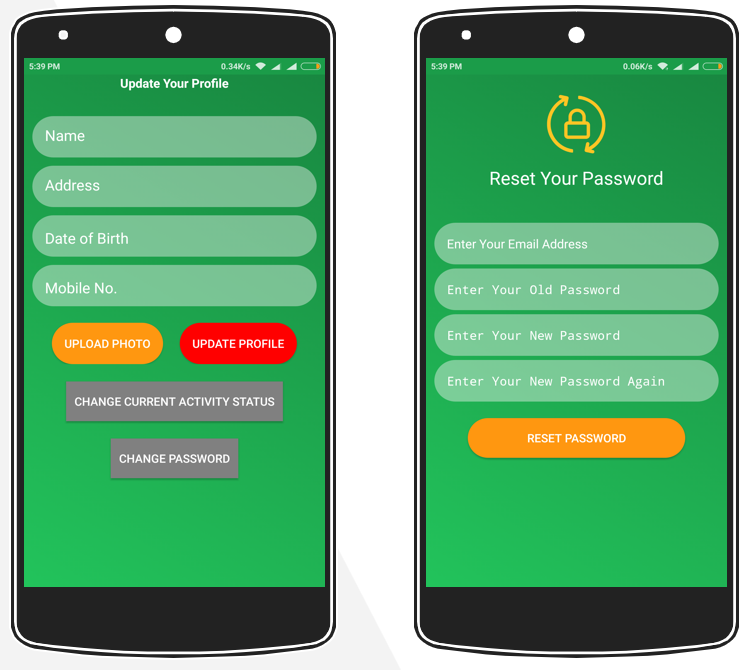 5:39 PM 0.34K/s
Update Your Profile
Name
Address
Date of Birth
Mobile No.
UPLOAD PHOTO UPDATE PROFILE
CHANGE CURRENT ACTIVITY STATUS
CHANGE PASSWORD
5:39 PM 0.06K/s
Reset Your Password
Enter Your Email Address
Enter Your Old Password
Enter Your New Password
Enter Your New Password Again
RESET PASSWORD